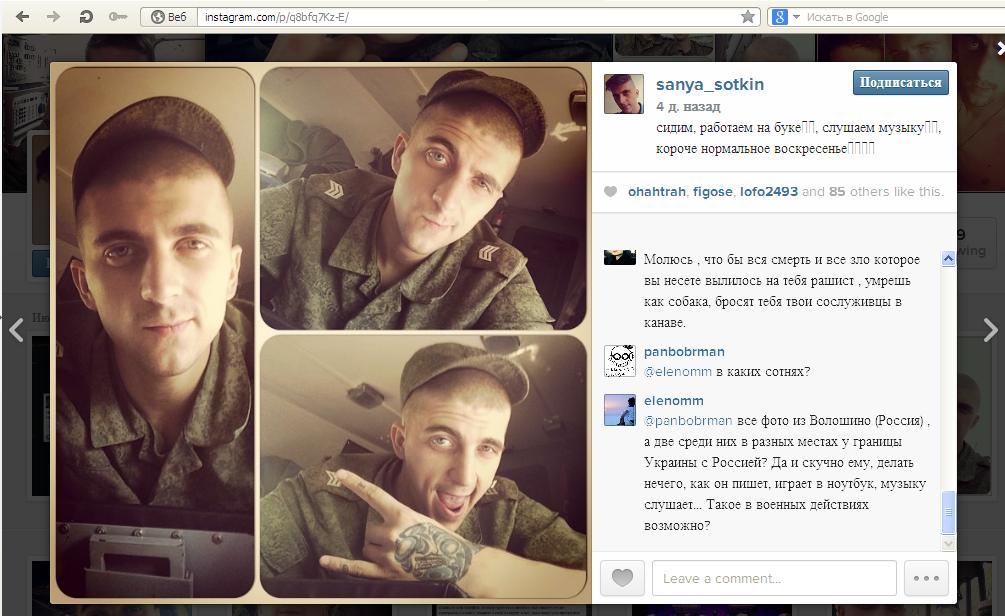 Веб
instagram.com/p/q8bfq7Kz-E/
Искать в Google
sanya_sotkin
Подписаться
4 д. назад
сидим, работаем на буке, слушаем музыку,
короче нормальное воскресенье
ohahtrah, figose, lofo2493 and 85 others like this.
Молюсь , что бы вся смерть и все зло которое
вы несете вылилось на тебя рашист , умрешь
как собака, бросят тебя твои сослуживцы в
канаве.
panbobrman
@elenomm в каких сотнях?
elenomm
@panbobrman все фото из Волошино (Россия) ,
а две среди них в разных местах у границы
Украины с Россией? Да и скучно ему, делать
нечего, как он пишет, играет в ноутбук, музыку
слушает... Такое в военных действиях
возможно?
Leave a comment...